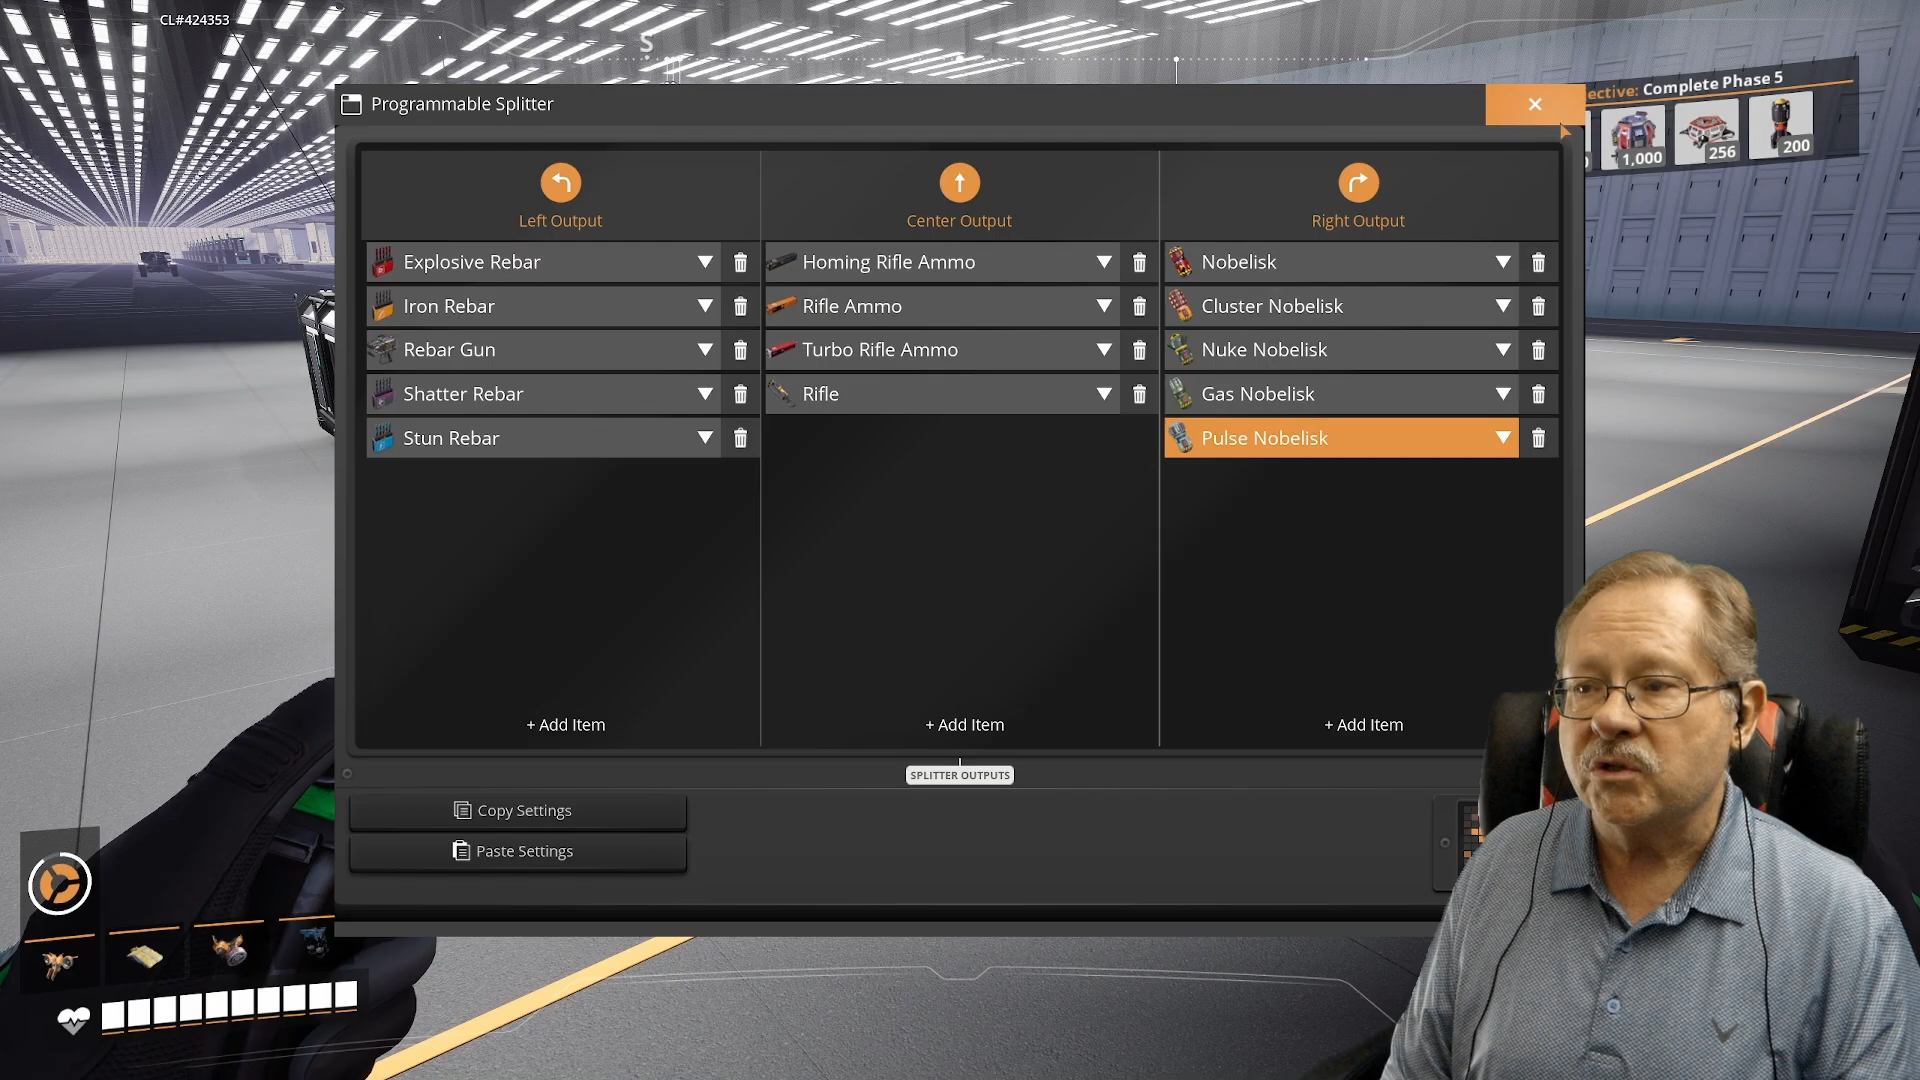 CL#424353
S
Programmable Splitter
ective: Complete Phase 5
1,000
256
200
Left Output
Center Output
Right Output
Explosive Rebar
Homing Rifle Ammo
Nobelisk
Iron Rebar
Rifle Ammo
Cluster Nobelisk
Rebar Gun
Turbo Rifle Ammo
Nuke Nobelisk
Shatter Rebar
Rifle
Gas Nobelisk
Stun Rebar
Pulse Nobelisk
+ Add Item
+ Add Item
+ Add Item
SPLITTER OUTPUTS
Copy Settings
Paste Settings